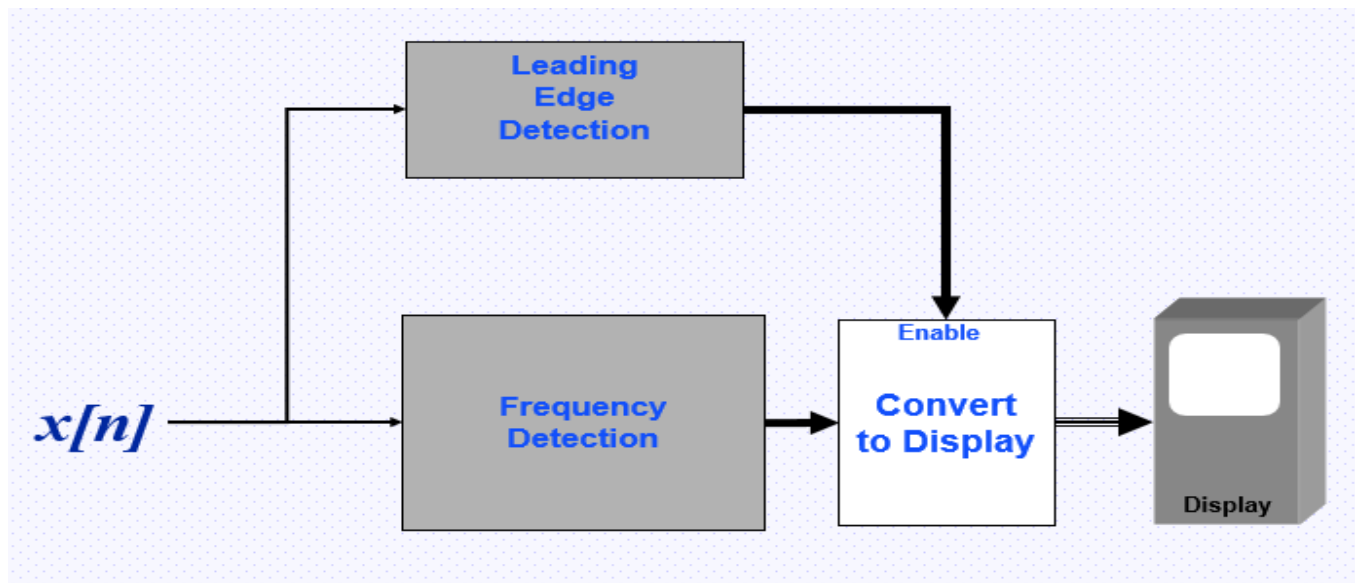 Leading
Edge
Detection
x[n]
Frequency
Detection
Enable
Convert
to Display
Display